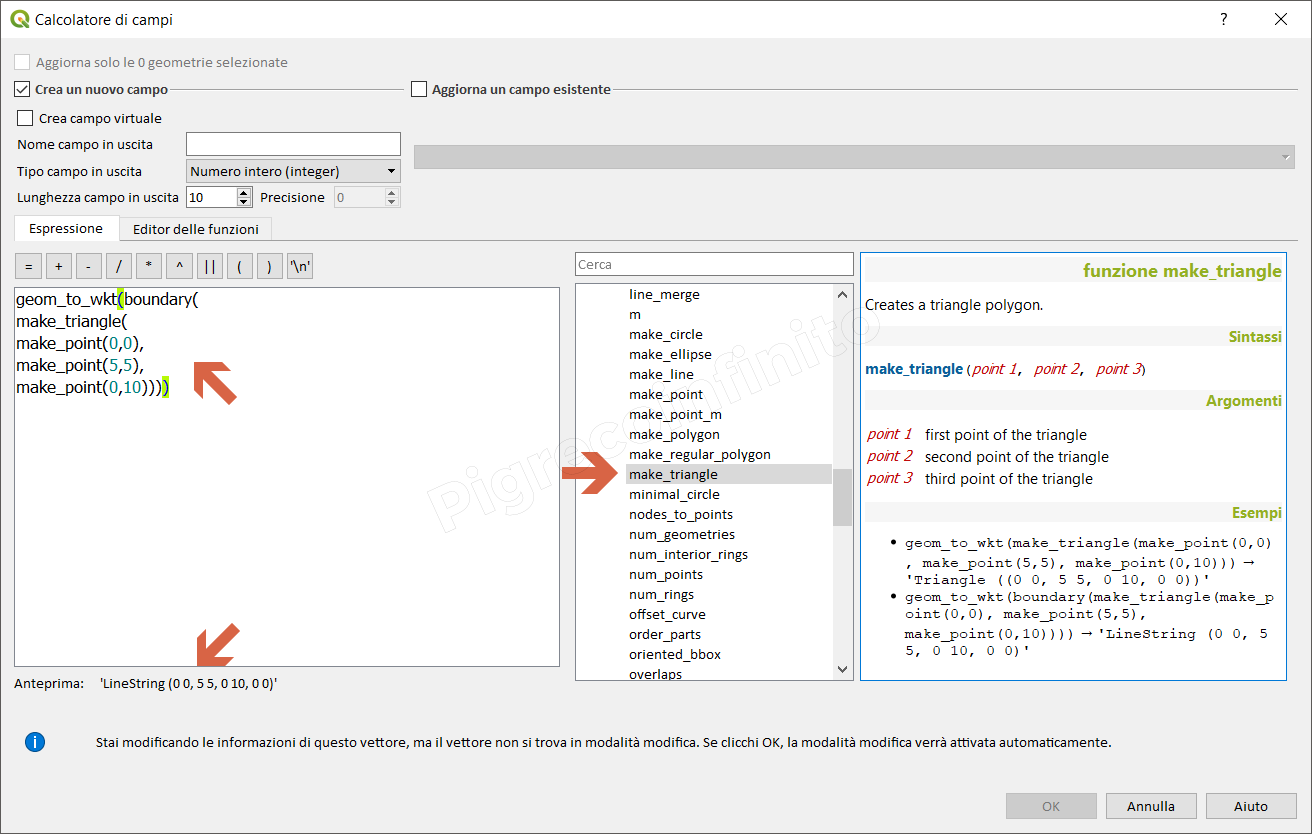 Calcolatore di campi
?
Aggiorna solo le 0 geometrie selezionate
Crea un nuovo campo
Aggiorna un campo esistente
Crea campo virtuale
Nome campo in uscita
Tipo campo in uscita
Numero intero (integer)
Lunghezza campo in uscita
10
Precisione
0
Espressione
Editor delle funzioni
= + - / * ^ || ( ) '\n'
geom_to_wkt(boundary(
make_triangle(
make_point(0,0),
make_point(5,5),
make_point(0,10))))
Anteprima: 'LineString (0 0, 5 5, 0 10, 0 0)'
Cerca
line_merge
m
make_circle
make_ellipse
make_line
make_point
make_point_m
make_polygon
make_regular_polygon
make_triangle
minimal_circle
nodes_to_points
num_geometries
num_interior_rings
num_points
num_rings
offset_curve
order_parts
oriented_bbox
overlaps
funzione make_triangle
Creates a triangle polygon.
Sintassi
make_triangle (point 1, point 2, point 3)
Argomenti
point 1 first point of the triangle
point 2 second point of the triangle
point 3 third point of the triangle
Esempi
• geom_to_wkt(make_triangle(make_point(0,0)
, make_point(5,5), make_point(0,10))) →
'Triangle ((0 0, 5 5, 0 10, 0 0))'
• geom_to_wkt(boundary(make_triangle(make_p
oint(0,0), make_point(5,5),
make_point(0,10)))) → 'LineString (0 0, 5
5, 0 10, 0 0)'
Pigrecoinfinito
Stai modificando le informazioni di questo vettore, ma il vettore non si trova in modalità modifica. Se clicchi OK, la modalità modifica verrà attivata automaticamente.
OK
Annulla
Aiuto